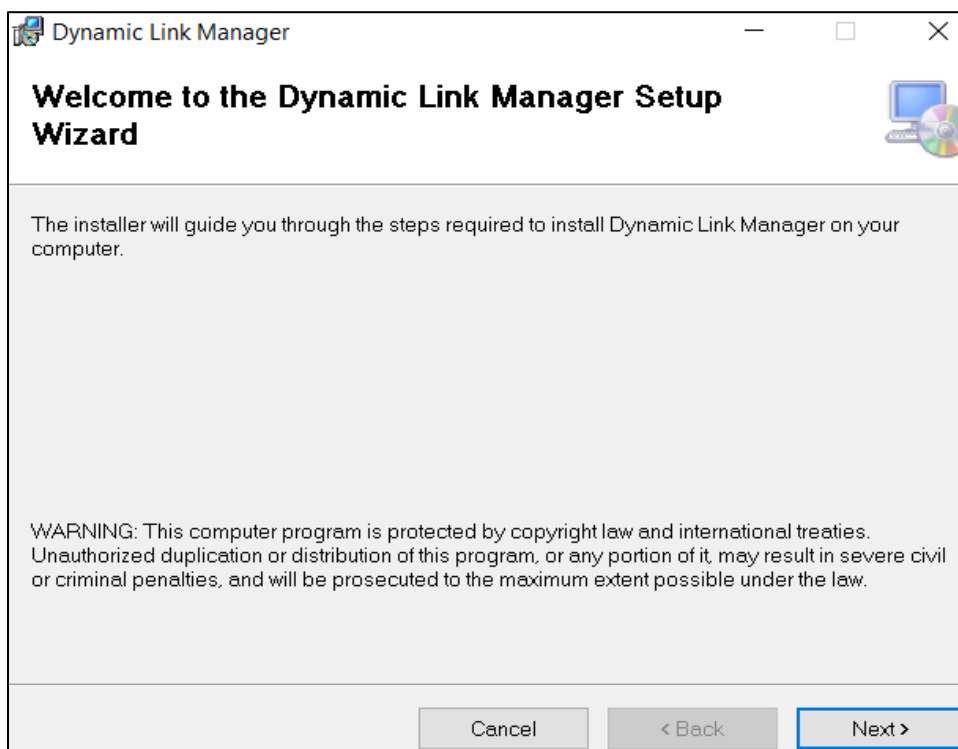 Dynamic Link Manager
Welcome to the Dynamic Link Manager Setup
Wizard
The installer will guide you through the steps required to install Dynamic Link Manager on your
computer.
WARNING: This computer program is protected by copyright law and international treaties.
Unauthorized duplication or distribution of this program, or any portion of it, may result in severe civil
or criminal penalties, and will be prosecuted to the maximum extent possible under the law.
Cancel
< Back
Next >